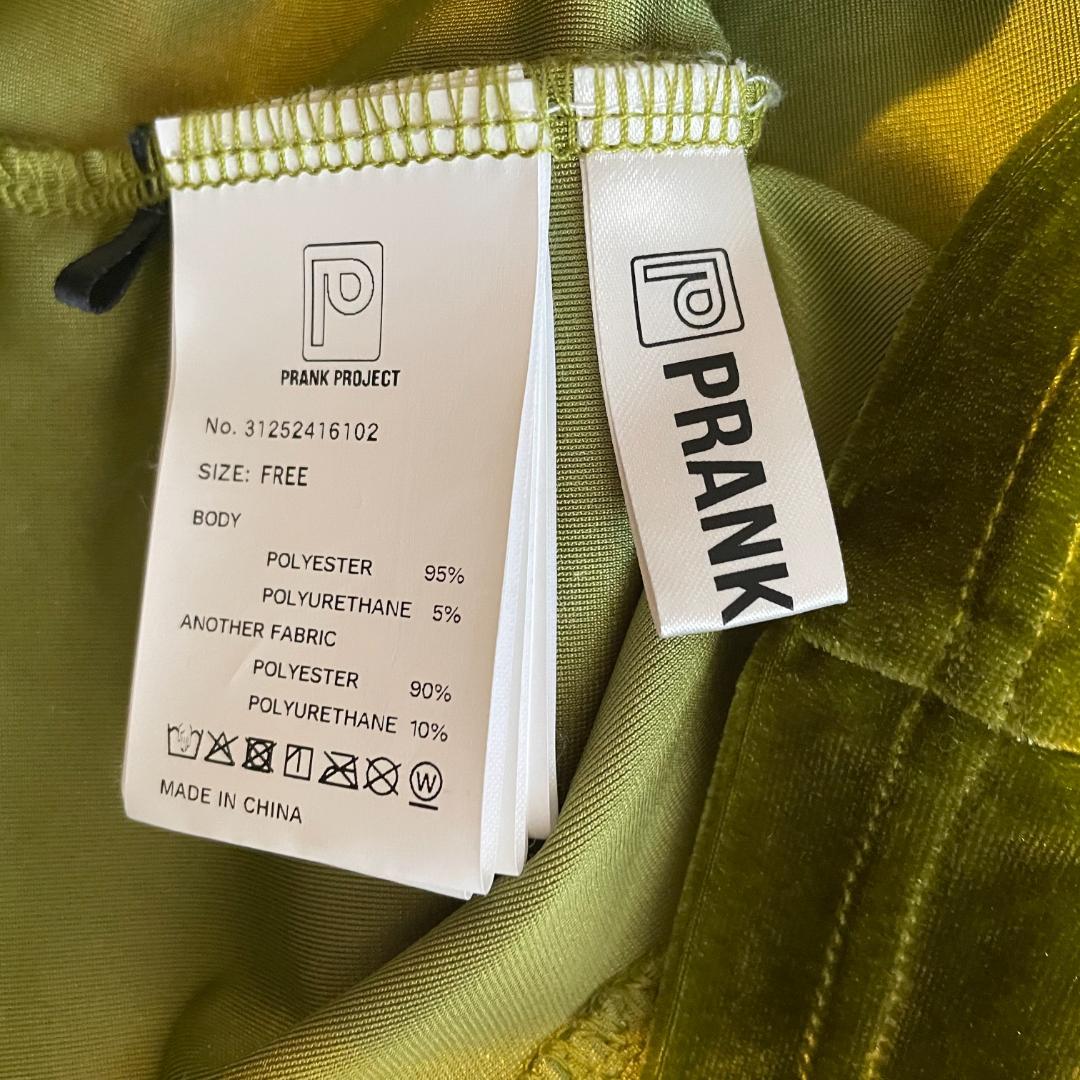 P
PRANK PROJECT
No. 31252416102
SIZE: FREE
BODY
POLYESTER 95%
POLYURETHANE 5%
ANOTHER FABRIC
POLYESTER 90%
POLYURETHANE 10%
W
MADE IN CHINA
P PRANK